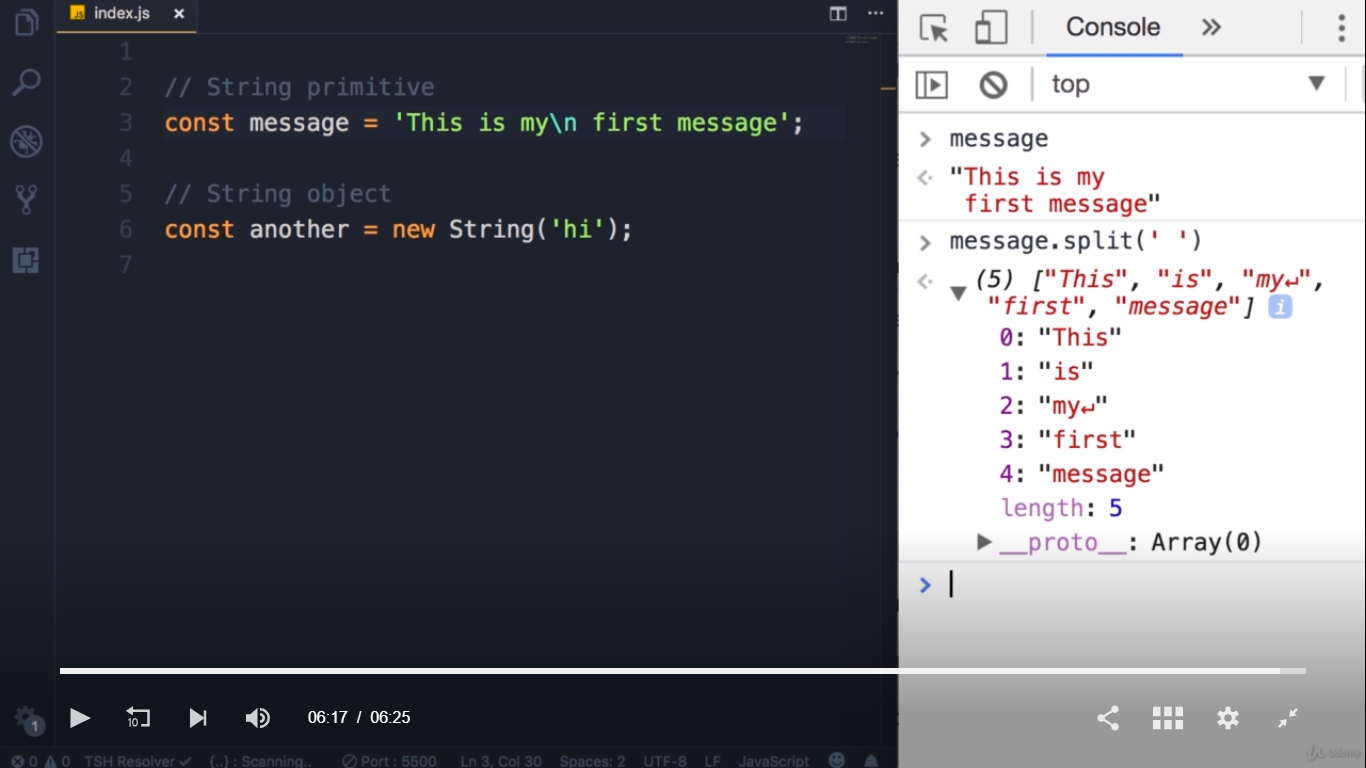 JS index.js ×
1
2 // String primitive
3 const message = 'This is my\n first message';
4
5 // String object
6 const another = new String('hi');
7
Console »
top
> message
"This is my
first message"
> message.split(' ')
(5) ["This", "is", "my↵",
"first", "message"] i
0: "This"
1: "is"
2: "my↵"
3: "first"
4: "message"
length: 5
__proto__: Array(0)
>
10
06:17 / 06:25
1
0 0 TSH Resolver ✓ {..} : Scanning.. Port : 5500 Ln 3, Col 30 Spaces: 2 UTF-8 LF JavaScript
Udemy